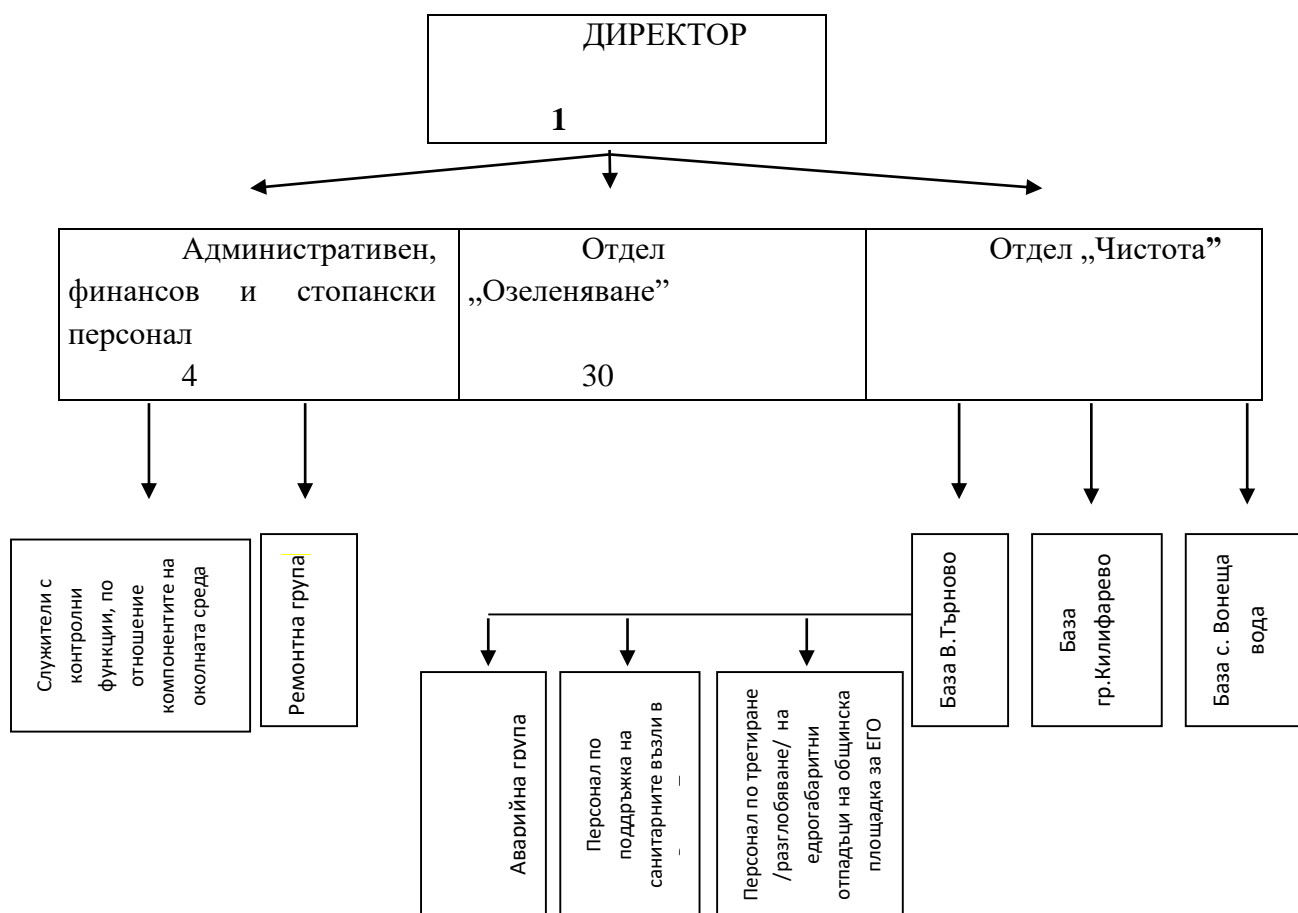 ДИРЕКТОР
1
Административен,
финансов и стопански
персонал
4
Отдел
„Озеленяване”
30
Отдел „Чистота”
Служители с
контролни
функции, по
отношение
компонентите на
околната среда
Ремонтна група
База В.Търново
База
гр.Килифарево
База с. Вонеща
вода
Аварийна група
Персонал по
поддръжка на
санитарните възли в
Персонал по третиране
/разглобяване/ на
едрогабаритни
отпадъци на общинска
площадка за ЕГО